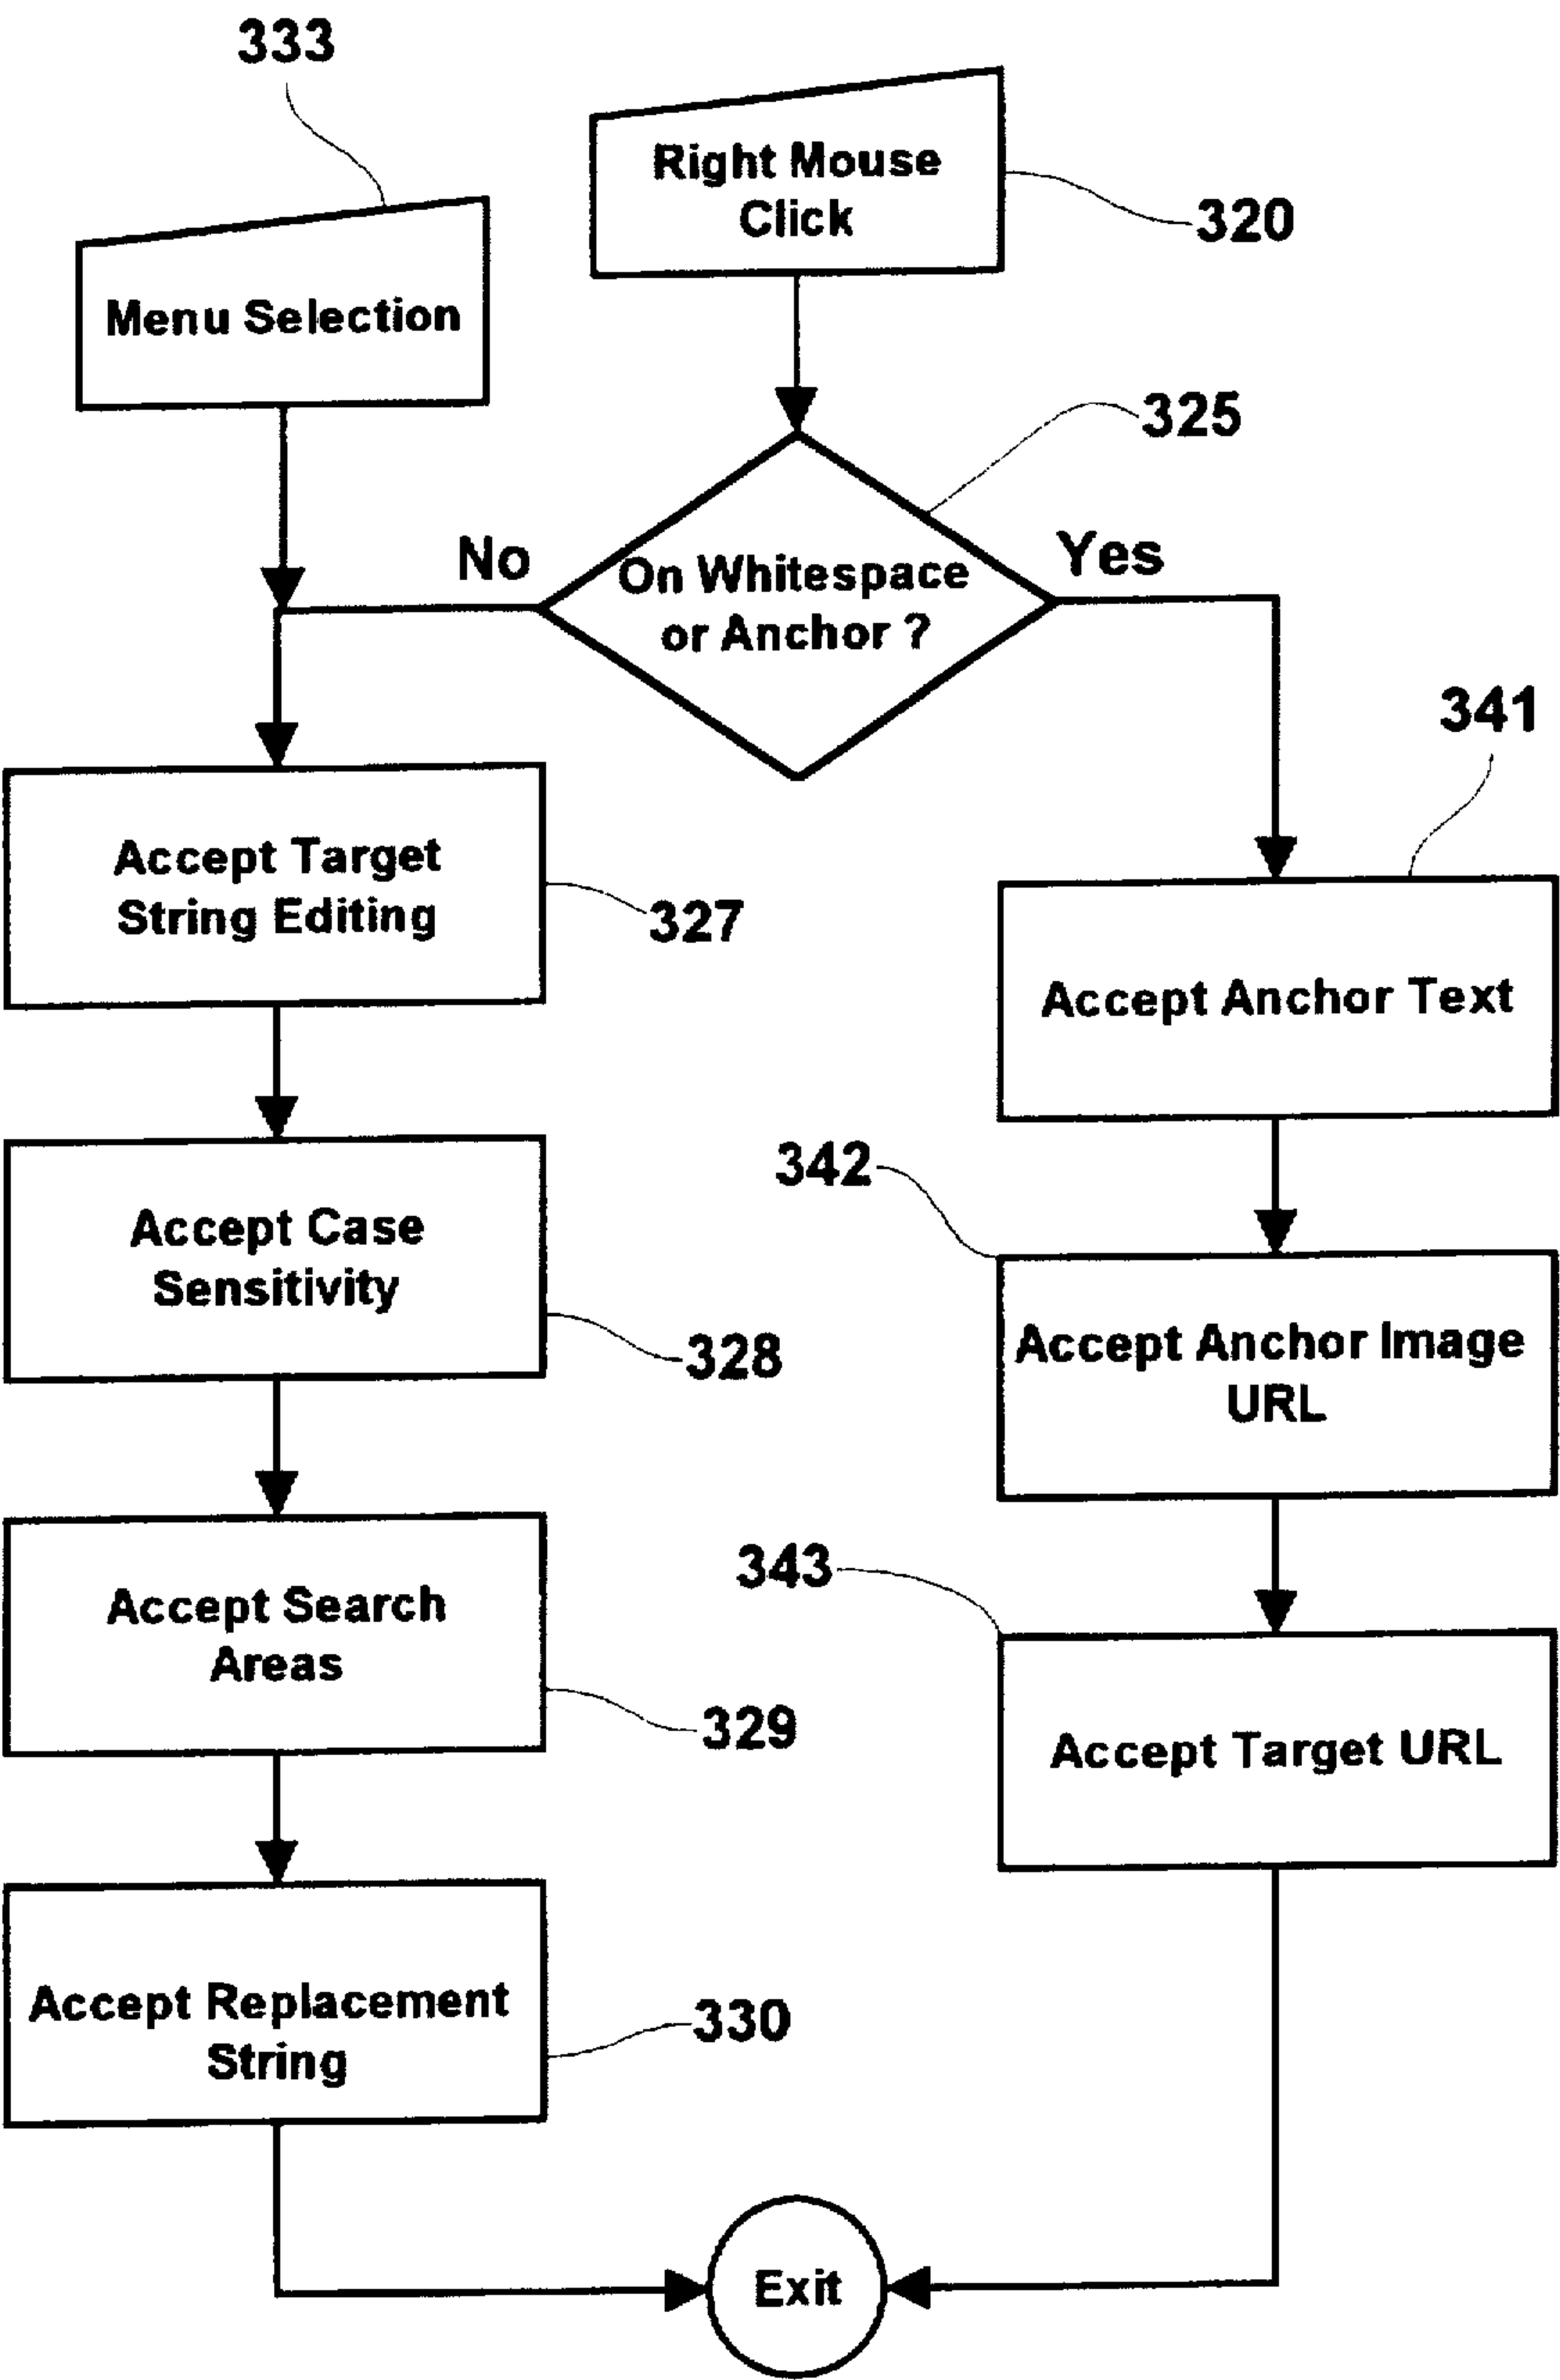 333
Right Mouse
Click
320
Menu Selection
325
No
Yes
On Whitespace
or Anchor ?
341
Accept Target
String Editing
327
Accept Anchor Text
342
Accept Case
Sensitivity
328
Accept Anchor Image
URL
343
Accept Search
Areas
329
Accept Target URL
Accept Replacement
String
330
Exit